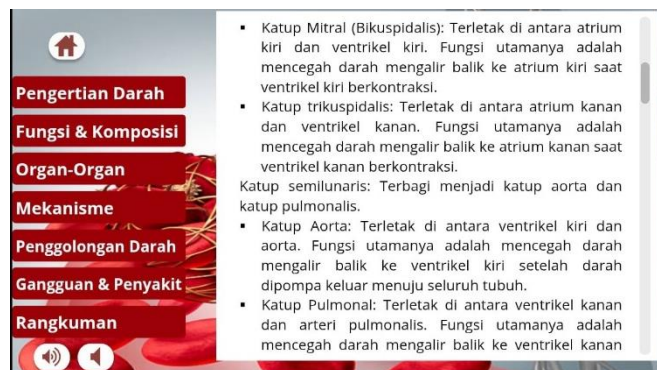 Pengertian Darah
Fungsi & Komposisi
Organ-Organ
Mekanisme
Penggolongan Darah
Gangguan & Penyakit
Rangkuman
▪ Katup Mitral (Bikuspidalis): Terletak di antara atrium
kiri dan ventrikel kiri. Fungsi utamanya adalah
mencegah darah mengalir balik ke atrium kiri saat
ventrikel kiri berkontraksi.
▪ Katup trikuspidalis: Terletak di antara atrium kanan
dan ventrikel kanan. Fungsi utamanya adalah
mencegah darah mengalir balik ke atrium kanan saat
ventrikel kanan berkontraksi.
Katup semilunaris: Terbagi menjadi katup aorta dan
katup pulmonalis.
▪ Katup Aorta: Terletak di antara ventrikel kiri dan
aorta. Fungsi utamanya adalah mencegah darah
mengalir balik ke ventrikel kiri setelah darah
dipompa keluar menuju seluruh tubuh.
▪ Katup Pulmonal: Terletak di antara ventrikel kanan
dan arteri pulmonalis. Fungsi utamanya adalah
mencegah darah mengalir balik ke ventrikel kanan